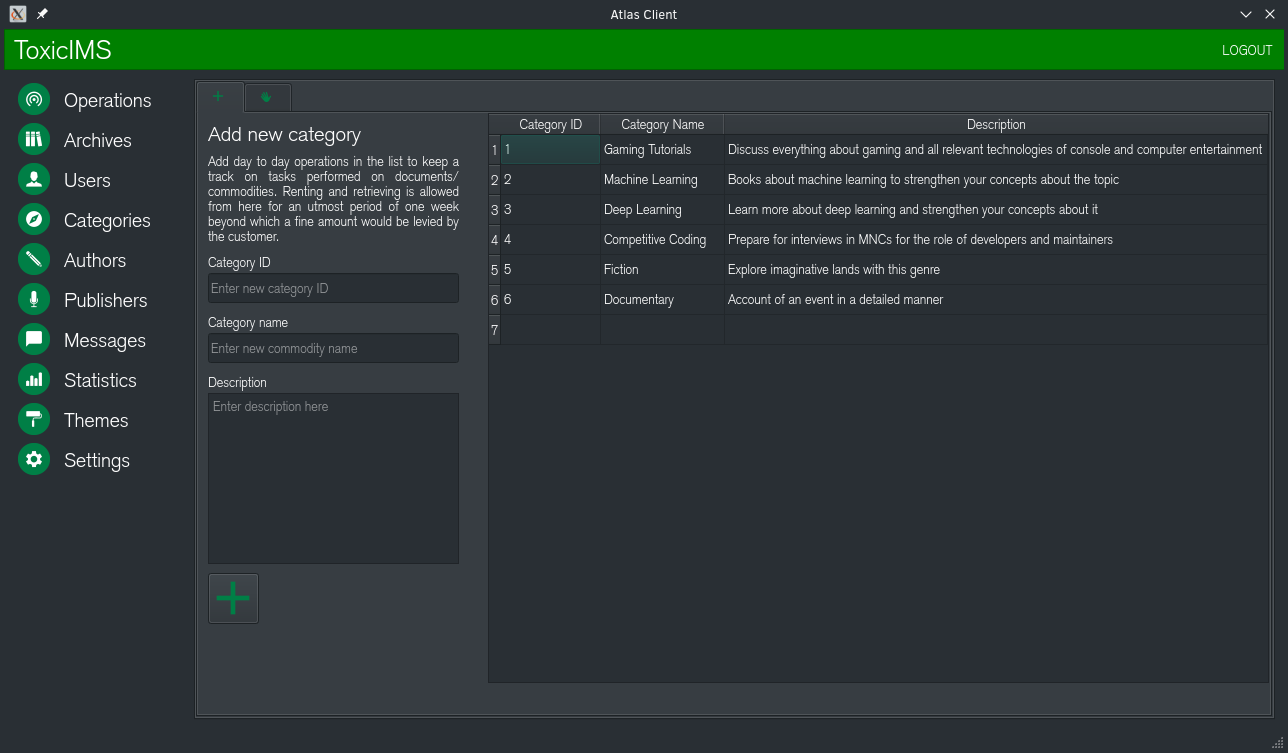 Atlas Client
ToxicIMS
LOGOUT
Operations
Archives
Users
Categories
Authors
Publishers
Messages
Statistics
Themes
Settings
Add new category
Add day to day operations in the list to keep a
track on tasks performed on documents/
commodities. Renting and retrieving is allowed
from here for an utmost period of one week
beyond which a fine amount would be levied by
the customer.
Category ID
Enter new category ID
Category name
Enter new commodity name
Description
Enter description here
Category ID Category Name Description
1 1 Gaming Tutorials Discuss everything about gaming and all relevant technologies of console and computer entertainment
2 2 Machine Learning Books about machine learning to strengthen your concepts about the topic
3 3 Deep Learning Learn more about deep learning and strengthen your concepts about it
4 4 Competitive Coding Prepare for interviews in MNCs for the role of developers and maintainers
5 5 Fiction Explore imaginative lands with this genre
6 6 Documentary Account of an event in a detailed manner
7